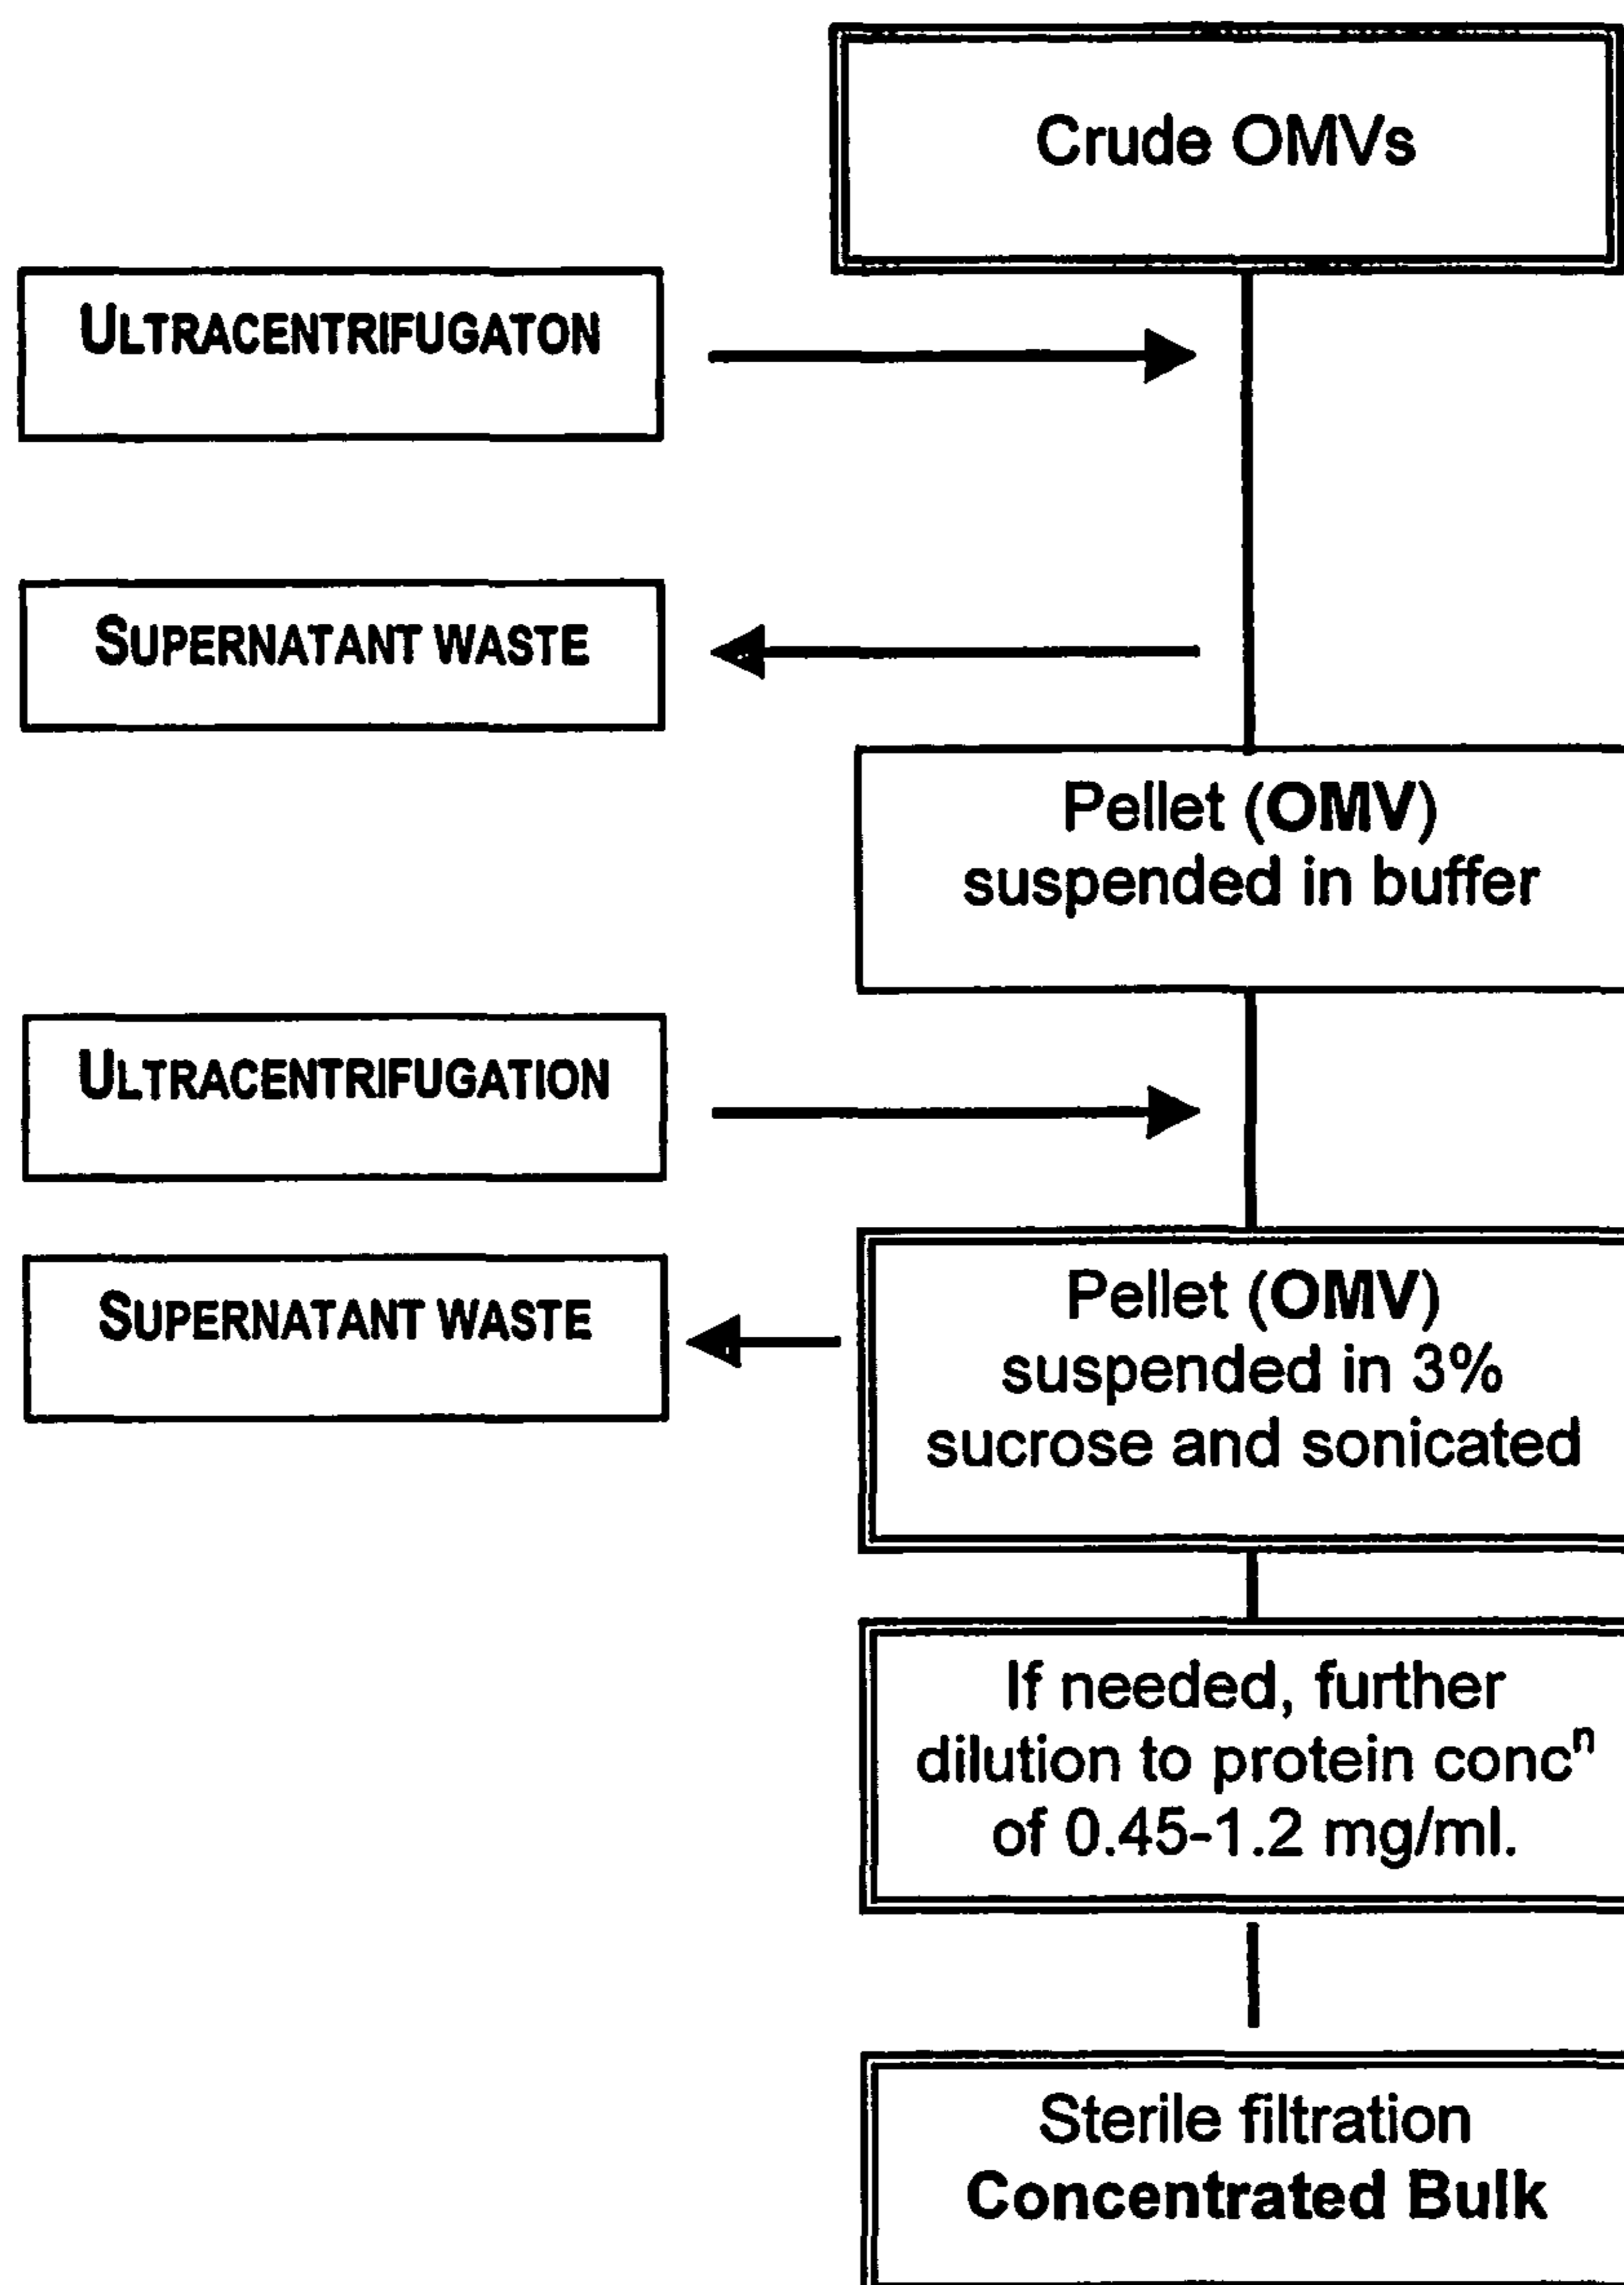 Crude OMVs
ULTRACENTRIFUGATON
SUPERNATANT WASTE
Pellet (OMV)
suspended in buffer
ULTRACENTRIFUGATION
SUPERNATANT WASTE
Pellet (OMV)
suspended in 3%
sucrose and sonicated
If needed, further
dilution to protein concⁿ
of 0.45-1.2 mg/ml.
Sterile filtration
Concentrated Bulk